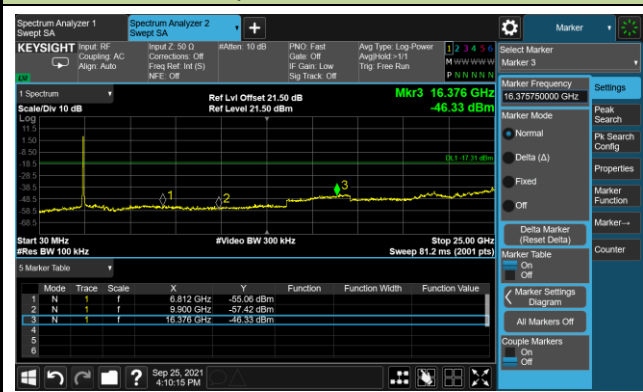 Spectrum Analyzer 1
Swept SA
Spectrum Analyzer 2
Swept SA
+
Marker
KEYSIGHT
LXI
Input: RF
Coupling: AC
Align: Auto
Input Z: 50 Ω
Corrections: Off
Freq Ref: Int (S)
NFE: Off
#Atten: 10 dB
PNO: Fast
Gate: Off
IF Gain: Low
Sig Track: Off
Avg Type: Log-Power
Avg|Hold:>1/1
Trig: Free Run
1 2 3 4 5 6
M W W W W W
P N N N N N
Select Marker
Marker 3
1 Spectrum
Scale/Div 10 dB
Log
Ref Lvl Offset 21.50 dB
Ref Level 21.50 dBm
Mkr3 16.376 GHz
-46.33 dBm
11.5
1.50
-8.50
-18.5
-28.5
-38.5
-48.5
-58.5
-68.5
DL1 -17.31 dBm
1
2
3
Start 30 MHz
#Res BW 100 kHz
#Video BW 300 kHz
Stop 25.00 GHz
Sweep 81.2 ms (2001 pts)
5 Marker Table
Mode Trace Scale X Y Function Function Width Function Value
1 N 1 f 6.812 GHz -55.06 dBm
2 N 1 f 9.900 GHz -57.42 dBm
3 N 1 f 16.376 GHz -46.33 dBm
4
5
6
Marker Frequency
16.375750000 GHz
Marker Mode
Normal
Delta (Δ)
Fixed
Off
Delta Marker
(Reset Delta)
Marker Table
On
Off
Marker Settings
Diagram
All Markers Off
Couple Markers
On
Off
Settings
Peak
Search
Pk Search
Config
Properties
Marker
Function
Marker→
Counter
?
Sep 25, 2021
4:10:15 PM